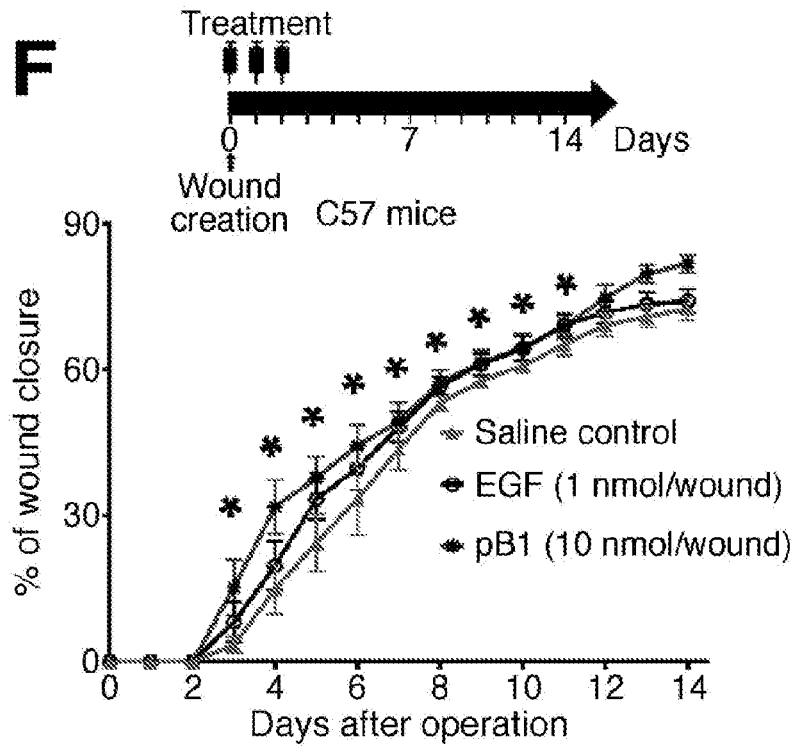 F
Treatment
0 7 14 Days
Wound
creation
C57 mice
90
60
30
0
% of wound closure
* * * * * * * * *
Saline control
EGF (1 nmol/wound)
pB1 (10 nmol/wound)
0 2 4 6 8 10 12 14
Days after operation